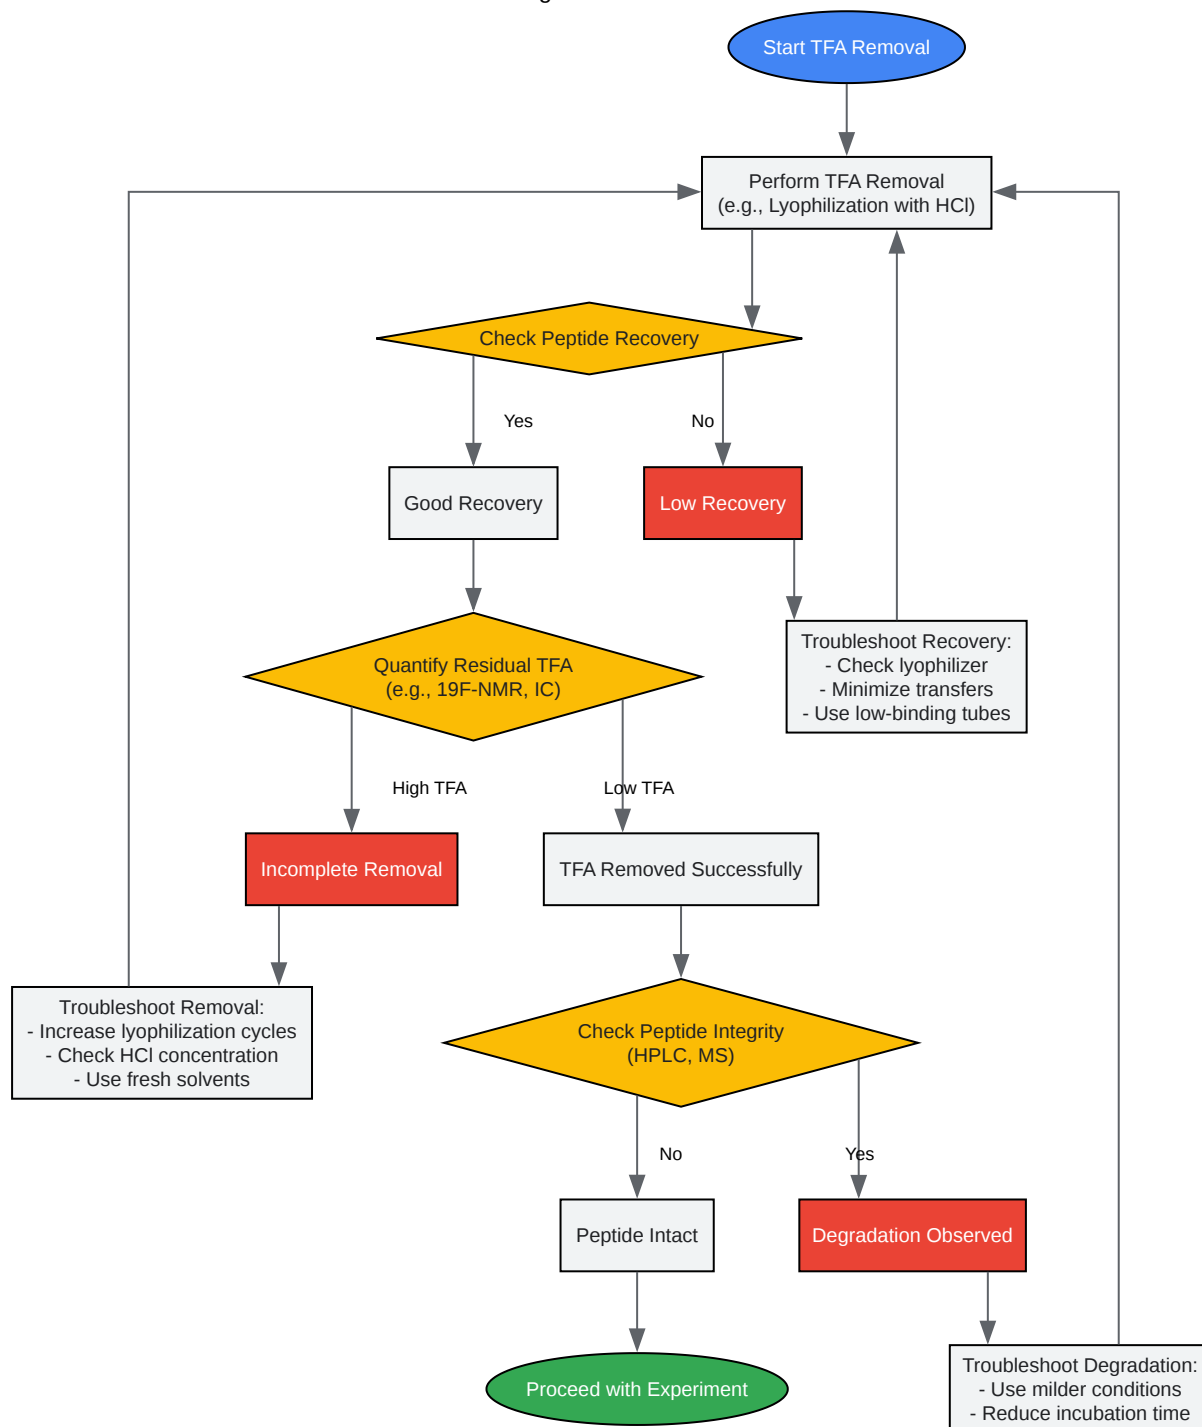 Start TFA Removal
Perform TFA Removal
(e.g., Lyophilization with HCl)
Check Peptide Recovery
Yes
No
Good Recovery
Low Recovery
Troubleshoot Recovery:
- Check lyophilizer
- Minimize transfers
- Use low-binding tubes
Quantify Residual TFA
(e.g., 19F-NMR, IC)
High TFA
Low TFA
Incomplete Removal
TFA Removed Successfully
Troubleshoot Removal:
- Increase lyophilization cycles
- Check HCl concentration
- Use fresh solvents
Check Peptide Integrity
(HPLC, MS)
No
Yes
Peptide Intact
Degradation Observed
Proceed with Experiment
Troubleshoot Degradation:
- Use milder conditions
- Reduce incubation time